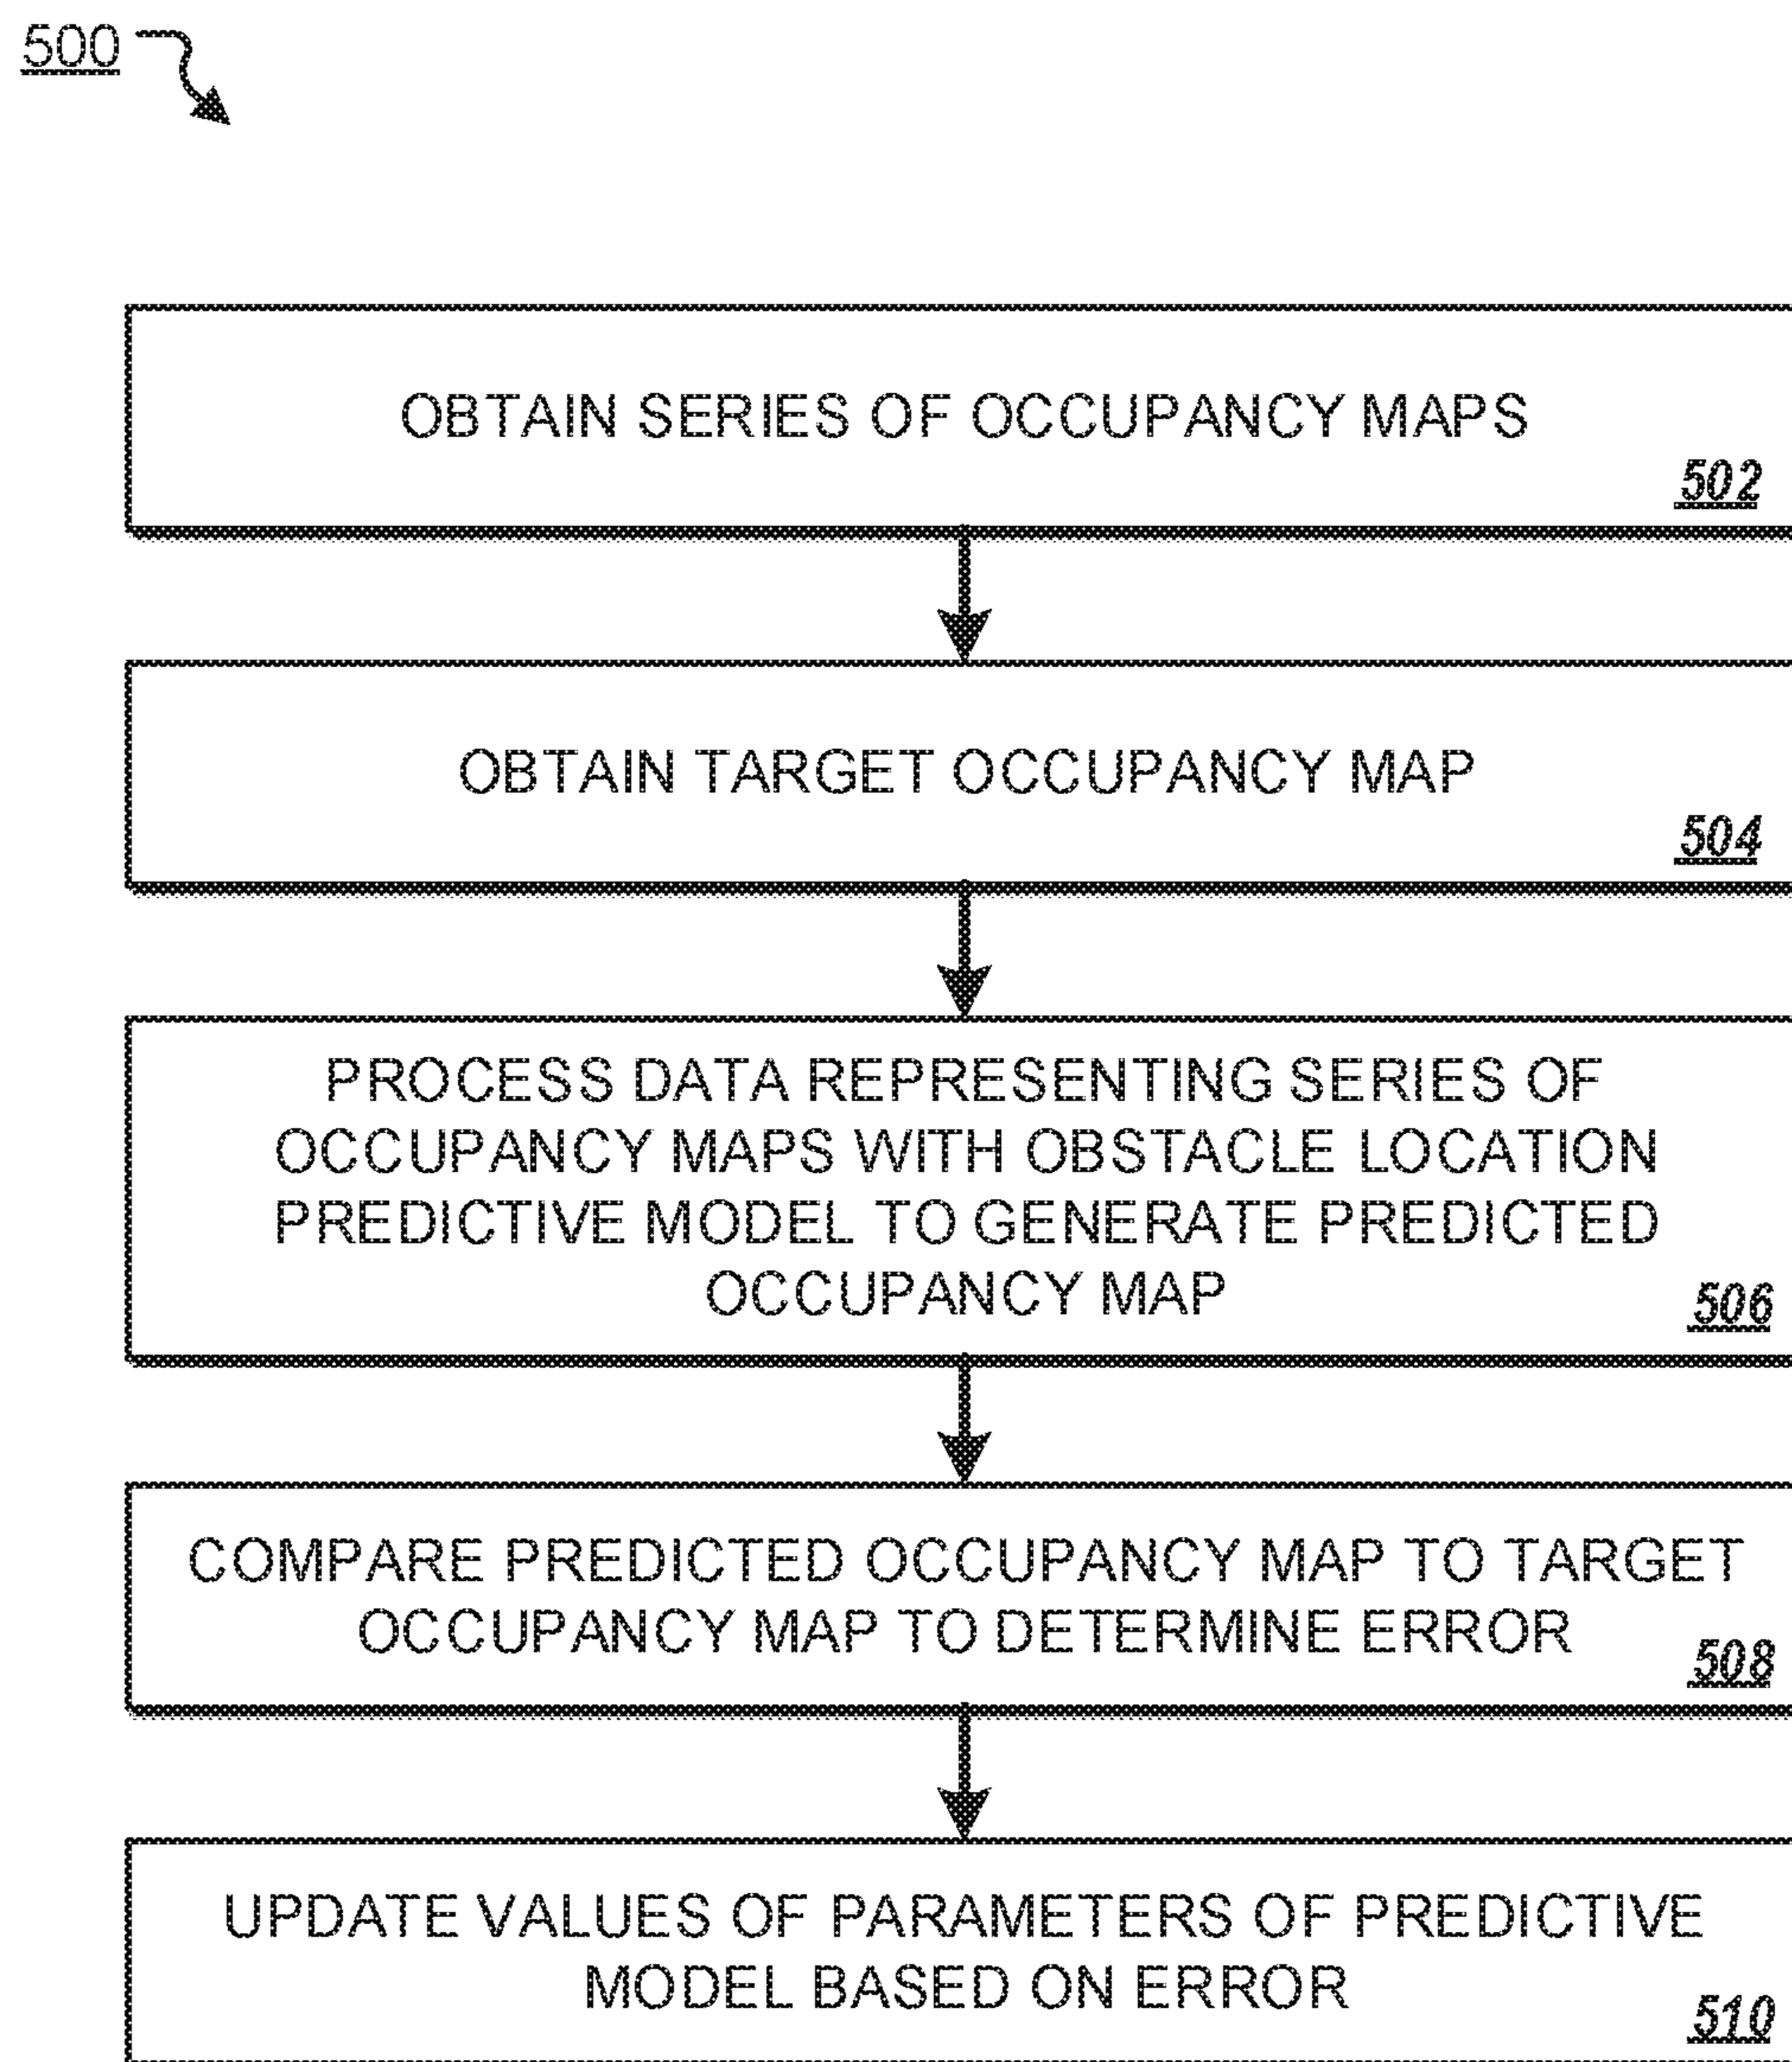 500
OBTAIN SERIES OF OCCUPANCY MAPS
502
OBTAIN TARGET OCCUPANCY MAP
504
PROCESS DATA REPRESENTING SERIES OF
OCCUPANCY MAPS WITH OBSTACLE LOCATION
PREDICTIVE MODEL TO GENERATE PREDICTED
OCCUPANCY MAP
506
COMPARE PREDICTED OCCUPANCY MAP TO TARGET
OCCUPANCY MAP TO DETERMINE ERROR
508
UPDATE VALUES OF PARAMETERS OF PREDICTIVE
MODEL BASED ON ERROR
510